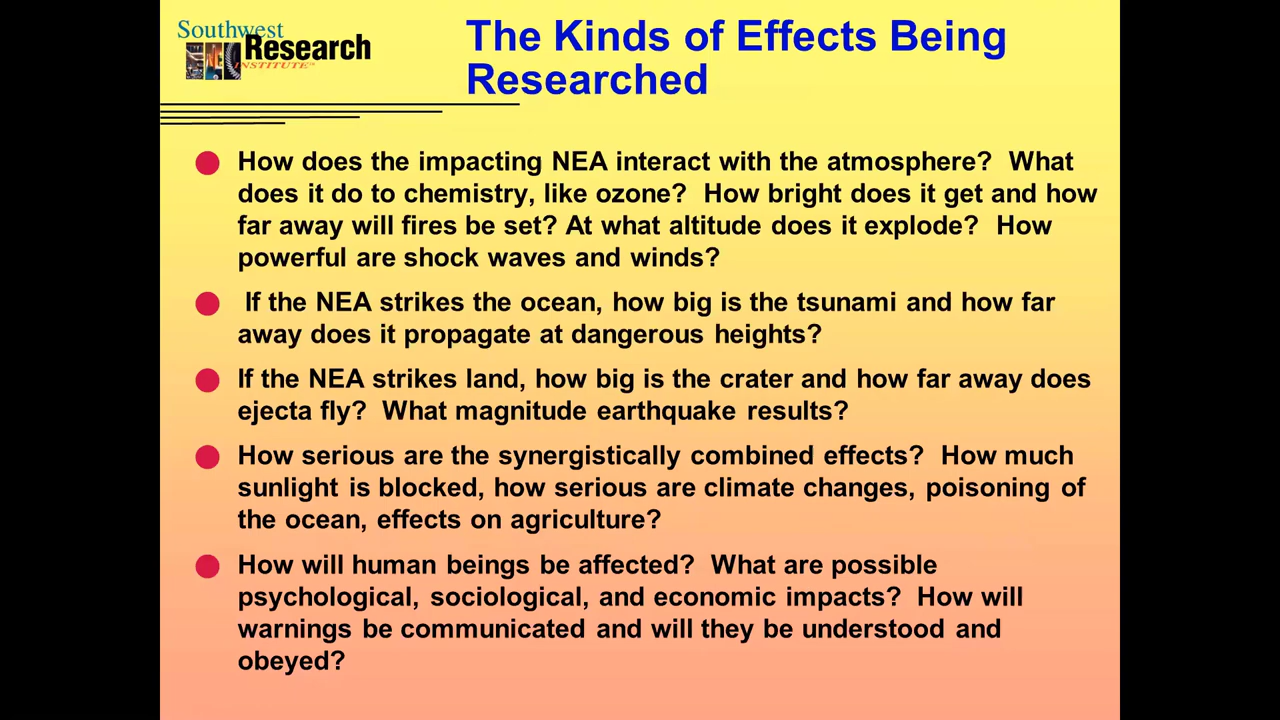 Southwest
Research
INSTITUTE™
The Kinds of Effects Being
Researched
How does the impacting NEA interact with the atmosphere?  What
does it do to chemistry, like ozone?  How bright does it get and how
far away will fires be set? At what altitude does it explode?  How
powerful are shock waves and winds?
If the NEA strikes the ocean, how big is the tsunami and how far
away does it propagate at dangerous heights?
If the NEA strikes land, how big is the crater and how far away does
ejecta fly?  What magnitude earthquake results?
How serious are the synergistically combined effects?  How much
sunlight is blocked, how serious are climate changes, poisoning of
the ocean, effects on agriculture?
How will human beings be affected?  What are possible
psychological, sociological, and economic impacts?  How will
warnings be communicated and will they be understood and
obeyed?